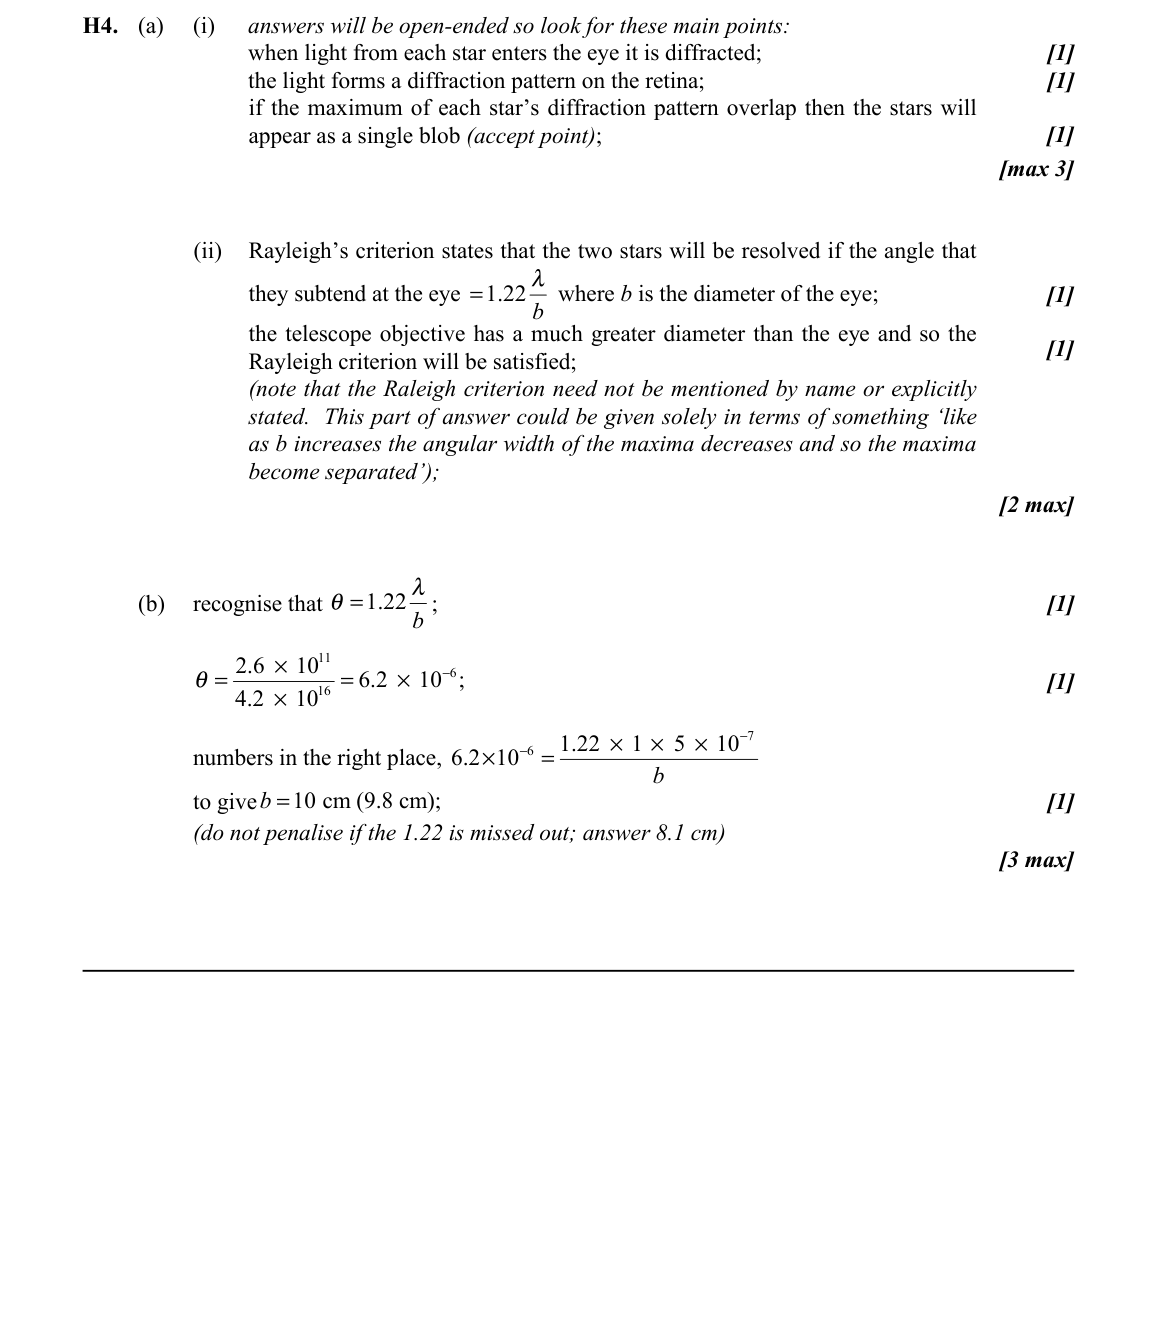 H4. (a) (i) answers will be open-ended so look for these main points:
when light from each star enters the eye it is diffracted; [1]
the light forms a diffraction pattern on the retina; [1]
if the maximum of each star’s diffraction pattern overlap then the stars will
appear as a single blob (accept point); [1]
[max 3]
(ii) Rayleigh’s criterion states that the two stars will be resolved if the angle that
they subtend at the eye = 1.22 λ/b where b is the diameter of the eye; [1]
the telescope objective has a much greater diameter than the eye and so the
Rayleigh criterion will be satisfied; [1]
(note that the Raleigh criterion need not be mentioned by name or explicitly
stated. This part of answer could be given solely in terms of something ‘like
as b increases the angular width of the maxima decreases and so the maxima
become separated’);
[2 max]
(b) recognise that θ = 1.22 λ/b; [1]
θ = (2.6 × 10¹¹)/(4.2 × 10¹⁶) = 6.2 × 10⁻⁶; [1]
numbers in the right place, 6.2×10⁻⁶ = (1.22 × 1 × 5 × 10⁻⁷)/b
to give b = 10 cm (9.8 cm); [1]
(do not penalise if the 1.22 is missed out; answer 8.1 cm)
[3 max]